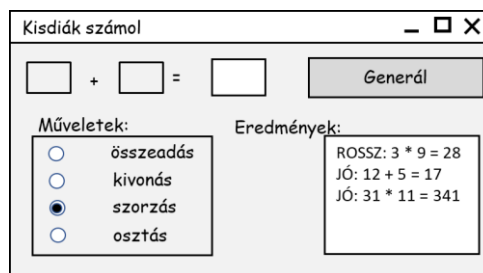 Kisdiák számol
+ =
Generál
Műveletek:
összeadás
kivonás
szorzás
osztás
Eredmények:
ROSSZ: 3 * 9 = 28
JÓ: 12 + 5 = 17
JÓ: 31 * 11 = 341